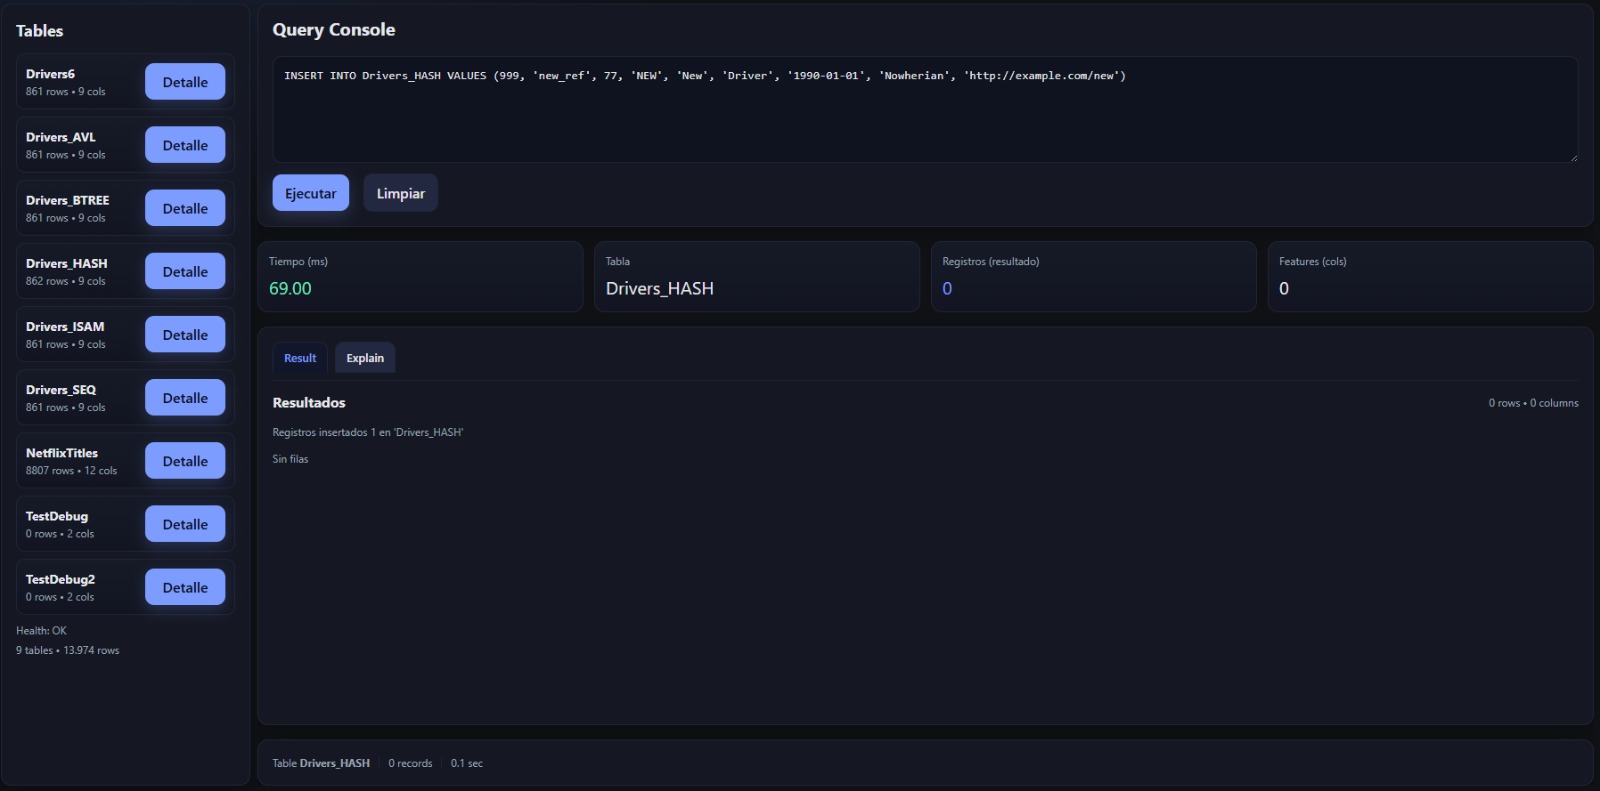 Tables
Drivers6
861 rows • 9 cols
Detalle
Drivers_AVL
861 rows • 9 cols
Detalle
Drivers_BTREE
861 rows • 9 cols
Detalle
Drivers_HASH
862 rows • 9 cols
Detalle
Drivers_ISAM
861 rows • 9 cols
Detalle
Drivers_SEQ
861 rows • 9 cols
Detalle
NetflixTitles
8807 rows • 12 cols
Detalle
TestDebug
0 rows • 2 cols
Detalle
TestDebug2
0 rows • 2 cols
Detalle
Health: OK
9 tables • 13.974 rows
Query Console
INSERT INTO Drivers_HASH VALUES (999, 'new_ref', 77, 'NEW', 'New', 'Driver', '1990-01-01', 'Nowherian', 'http://example.com/new')
Ejecutar Limpiar
Tiempo (ms)
69.00
Tabla
Drivers_HASH
Registros (resultado)
0
Features (cols)
0
Result Explain
Resultados 0 rows • 0 columns
Registros insertados 1 en 'Drivers_HASH'
Sin filas
Table Drivers_HASH 0 records 0.1 sec